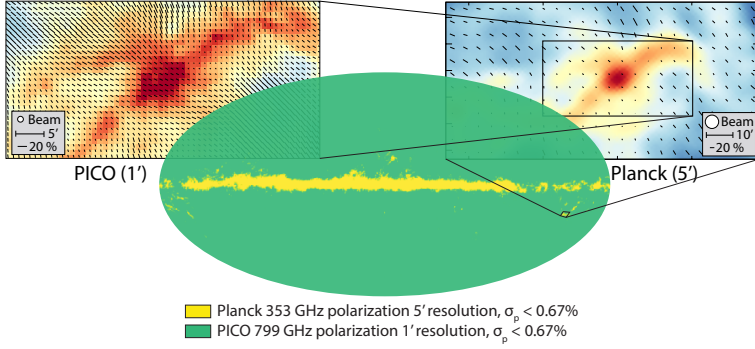 Beam
5′
20 %
PICO (1′)
Beam
10′
20 %
Planck (5′)
Planck 353 GHz polarization 5′ resolution, σp < 0.67%
PICO 799 GHz polarization 1′ resolution, σp < 0.67%